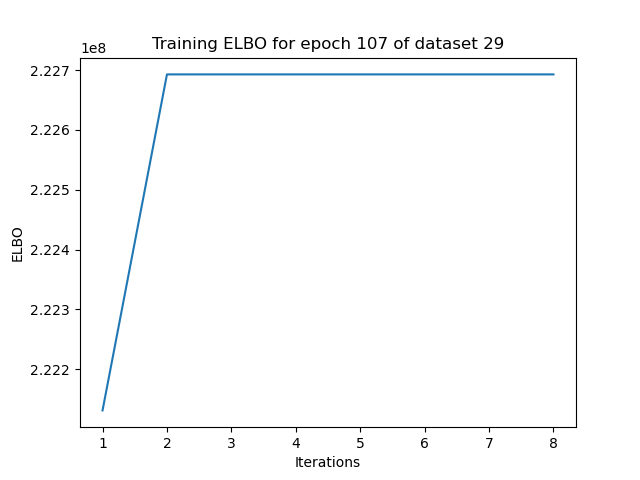 Training ELBO for epoch 107 of dataset 29
1e8
2.227
2.226
2.225
2.224
2.223
2.222
ELBO
1 2 3 4 5 6 7 8
Iterations